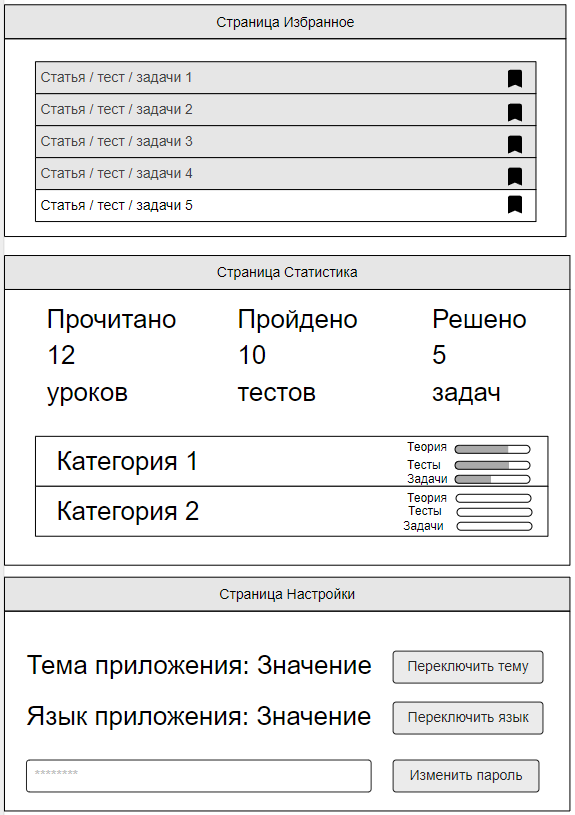 Страница Избранное
Статья / тест / задачи 1
Статья / тест / задачи 2
Статья / тест / задачи 3
Статья / тест / задачи 4
Статья / тест / задачи 5
Страница Статистика
Прочитано Пройдено Решено
12 10 5
уроков тестов задач
Категория 1
Теория
Тесты
Задачи
Категория 2
Теория
Тесты
Задачи
Страница Настройки
Тема приложения: Значение Переключить тему
Язык приложения: Значение Переключить язык
******** Изменить пароль